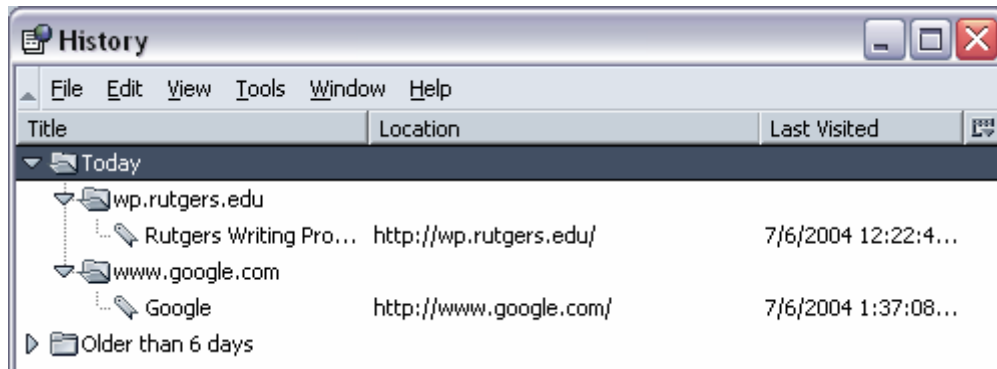 History
File Edit View Tools Window Help
Title Location Last Visited
Today
wp.rutgers.edu
Rutgers Writing Pro... http://wp.rutgers.edu/ 7/6/2004 12:22:4...
www.google.com
Google http://www.google.com/ 7/6/2004 1:37:08...
Older than 6 days